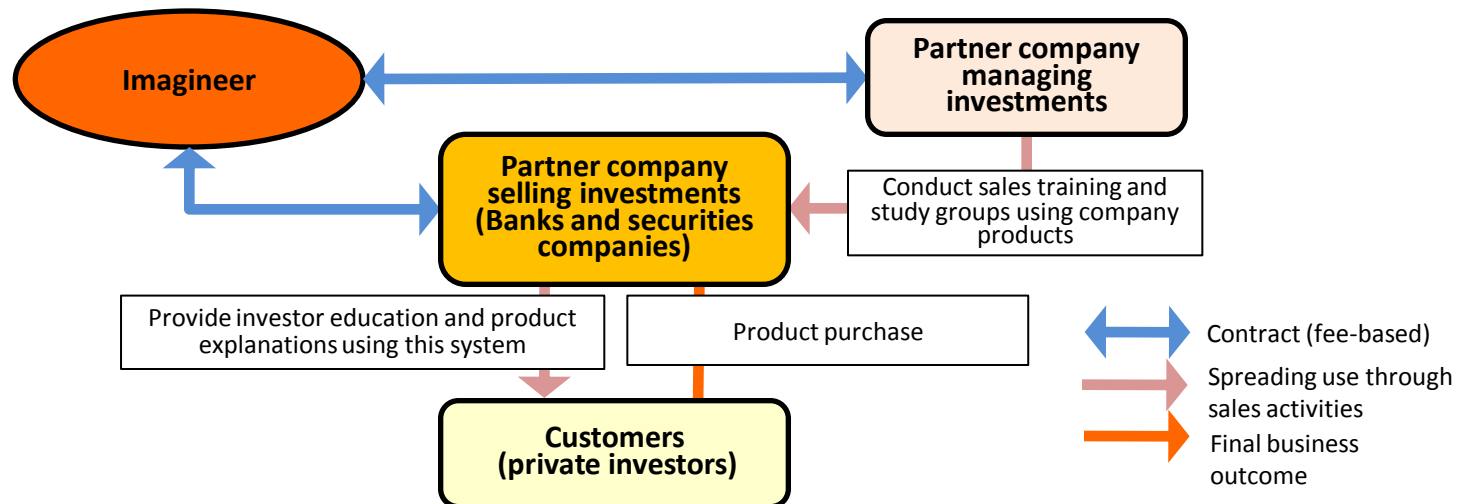 Imagineer
Partner company
managing
investments
Partner company
selling investments
(Banks and securities
companies)
Conduct sales training and
study groups using company
products
Provide investor education and product
explanations using this system
Product purchase
Customers
(private investors)
Contract (fee-based)
Spreading use through
sales activities
Final business
outcome